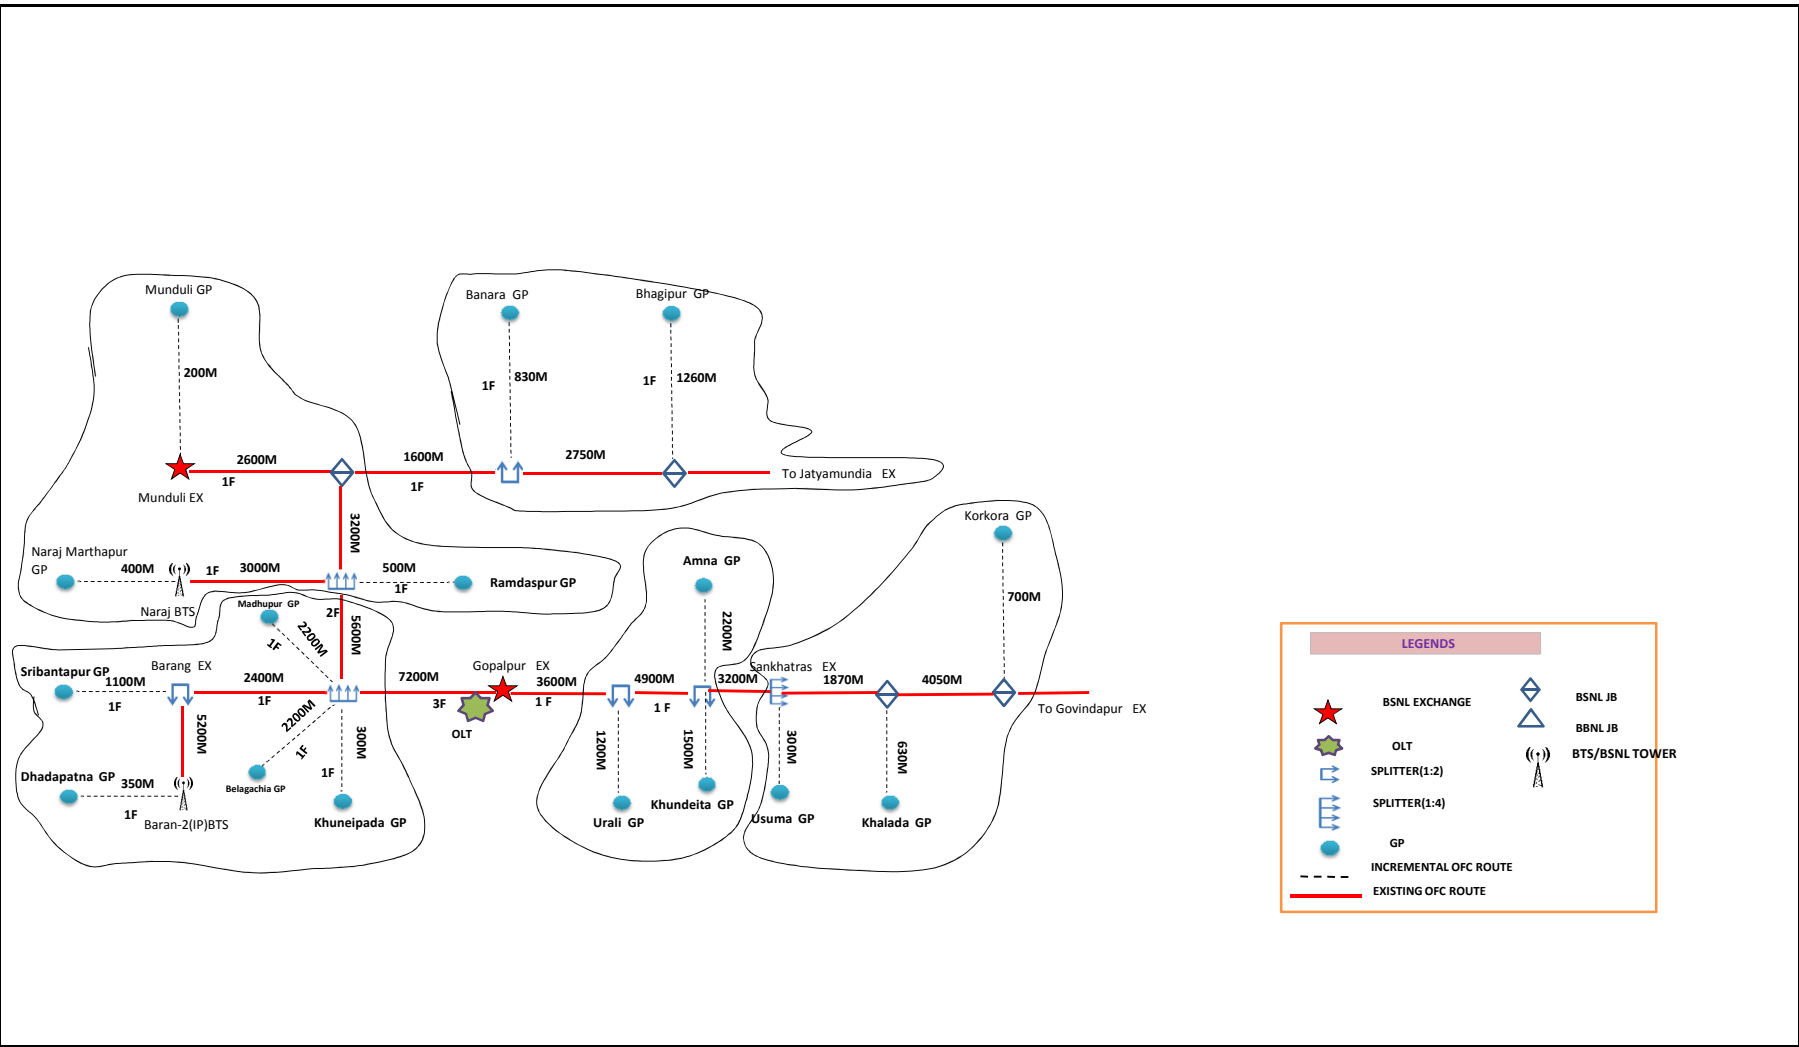 Munduli GP
Banara GP
Bhagipur GP
200M
1F
830M
1F
1260M
2600M
1F
1600M
1F
2750M
To Jatyamundia EX
Munduli EX
3200M
Korkora GP
Naraj Marthapur
GP
400M
1F
3000M
500M
1F
Ramdaspur GP
Amna GP
Naraj BTS
Madhupur GP
2F
5600M
2200M
1F
2200M
700M
Sribantapur GP
1100M
1F
Barang EX
2400M
1F
7200M
3F
Gopalpur EX
3600M
1 F
4900M
1 F
3200M
Sankhatras EX
1870M
4050M
To Govindapur EX
OLT
5200M
2200M
1F
300M
1F
1200M
1500M
300M
630M
Dhadapatna GP
350M
1F
Baran-2(IP)BTS
Belagachia GP
Khuneipada GP
Urali GP
Khundeita GP
Usuma GP
Khalada GP
LEGENDS
BSNL EXCHANGE
BSNL JB
OLT
BBNL JB
SPLITTER(1:2)
BTS/BSNL TOWER
SPLITTER(1:4)
GP
INCREMENTAL OFC ROUTE
EXISTING OFC ROUTE